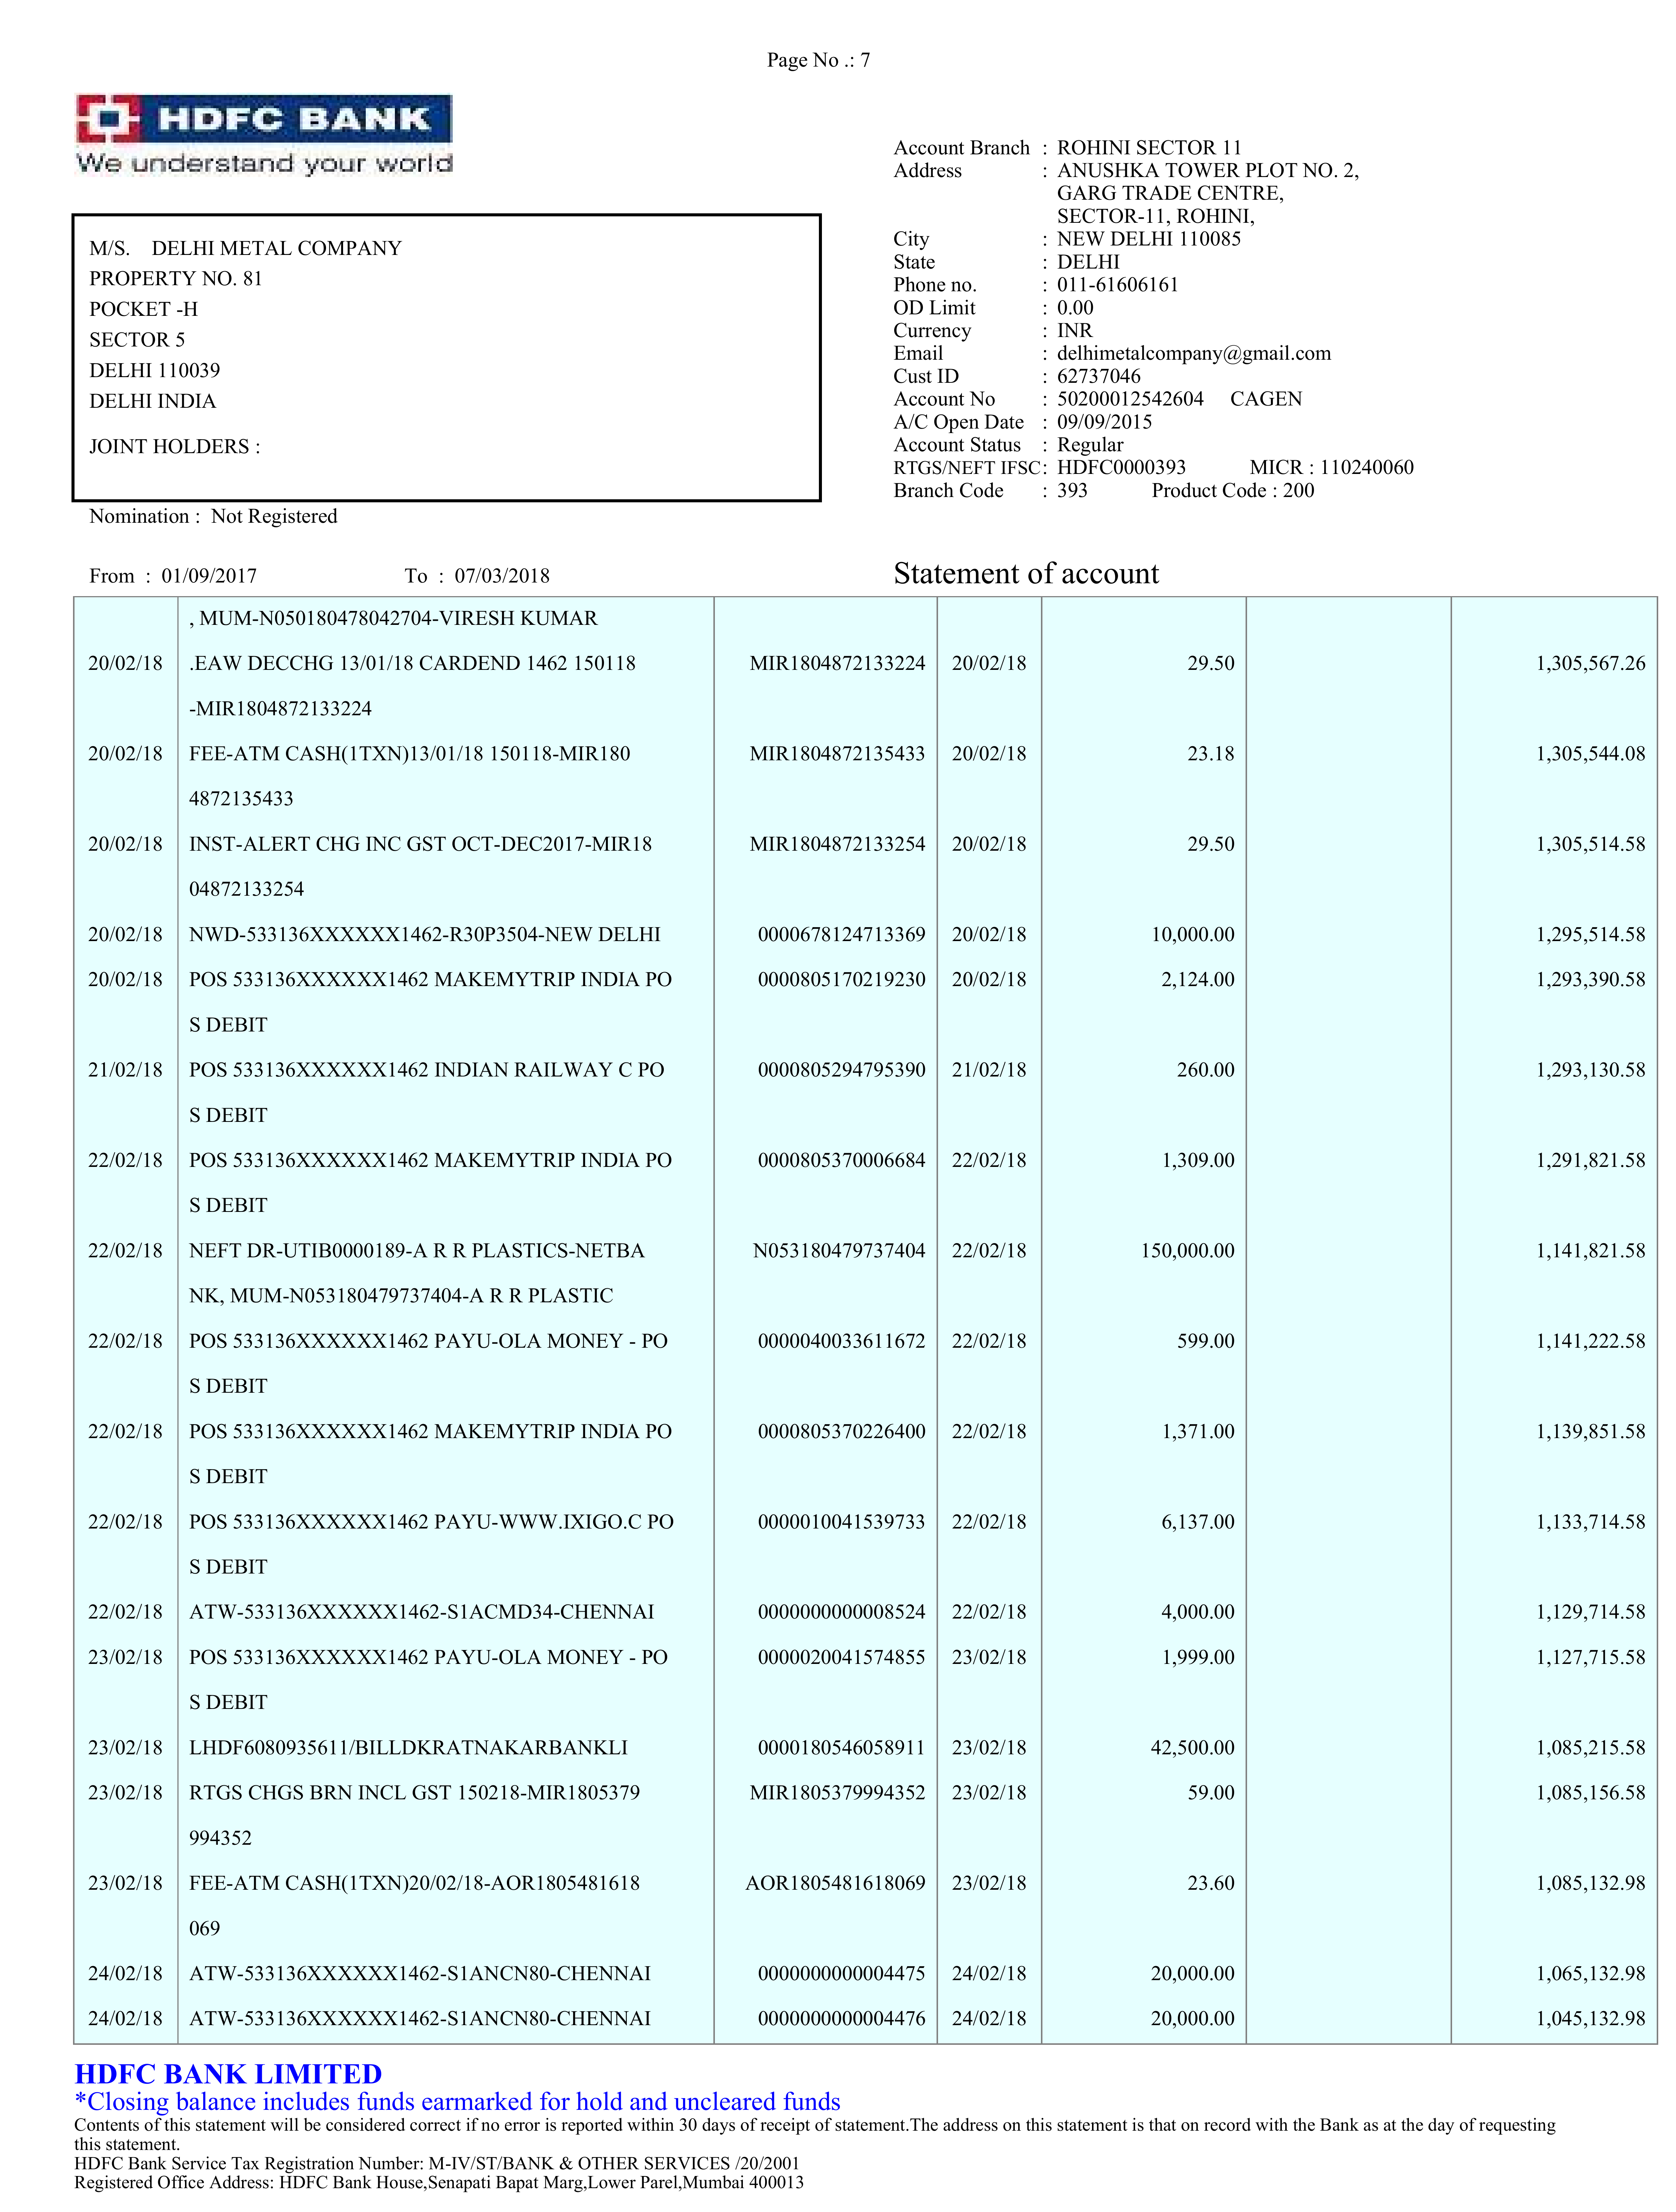 Page No .: 7
HDFC BANK
We understand your world
Account Branch : ROHINI SECTOR 11
Address : ANUSHKA TOWER PLOT NO. 2,
GARG TRADE CENTRE,
SECTOR-11, ROHINI,
City : NEW DELHI 110085
State : DELHI
Phone no. : 011-61606161
OD Limit : 0.00
Currency : INR
Email : delhimetalcompany@gmail.com
Cust ID : 62737046
Account No : 50200012542604 CAGEN
A/C Open Date : 09/09/2015
Account Status : Regular
RTGS/NEFT IFSC: HDFC0000393 MICR : 110240060
Branch Code : 393 Product Code : 200
M/S. DELHI METAL COMPANY
PROPERTY NO. 81
POCKET -H
SECTOR 5
DELHI 110039
DELHI INDIA
JOINT HOLDERS :
Nomination : Not Registered
From : 01/09/2017 To : 07/03/2018 Statement of account
, MUM-N050180478042704-VIRESH KUMAR
20/02/18 .EAW DECCHG 13/01/18 CARDEND 1462 150118 MIR1804872133224 20/02/18 29.50 1,305,567.26
-MIR1804872133224
20/02/18 FEE-ATM CASH(1TXN)13/01/18 150118-MIR180 MIR1804872135433 20/02/18 23.18 1,305,544.08
4872135433
20/02/18 INST-ALERT CHG INC GST OCT-DEC2017-MIR18 MIR1804872133254 20/02/18 29.50 1,305,514.58
04872133254
20/02/18 NWD-533136XXXXXX1462-R30P3504-NEW DELHI 0000678124713369 20/02/18 10,000.00 1,295,514.58
20/02/18 POS 533136XXXXXX1462 MAKEMYTRIP INDIA PO 0000805170219230 20/02/18 2,124.00 1,293,390.58
S DEBIT
21/02/18 POS 533136XXXXXX1462 INDIAN RAILWAY C PO 0000805294795390 21/02/18 260.00 1,293,130.58
S DEBIT
22/02/18 POS 533136XXXXXX1462 MAKEMYTRIP INDIA PO 0000805370006684 22/02/18 1,309.00 1,291,821.58
S DEBIT
22/02/18 NEFT DR-UTIB0000189-A R R PLASTICS-NETBA N053180479737404 22/02/18 150,000.00 1,141,821.58
NK, MUM-N053180479737404-A R R PLASTIC
22/02/18 POS 533136XXXXXX1462 PAYU-OLA MONEY - PO 0000040033611672 22/02/18 599.00 1,141,222.58
S DEBIT
22/02/18 POS 533136XXXXXX1462 MAKEMYTRIP INDIA PO 0000805370226400 22/02/18 1,371.00 1,139,851.58
S DEBIT
22/02/18 POS 533136XXXXXX1462 PAYU-WWW.IXIGO.C PO 0000010041539733 22/02/18 6,137.00 1,133,714.58
S DEBIT
22/02/18 ATW-533136XXXXXX1462-S1ACMD34-CHENNAI 0000000000008524 22/02/18 4,000.00 1,129,714.58
23/02/18 POS 533136XXXXXX1462 PAYU-OLA MONEY - PO 0000020041574855 23/02/18 1,999.00 1,127,715.58
S DEBIT
23/02/18 LHDF6080935611/BILLDKRATNAKARBANKLI 0000180546058911 23/02/18 42,500.00 1,085,215.58
23/02/18 RTGS CHGS BRN INCL GST 150218-MIR1805379 MIR1805379994352 23/02/18 59.00 1,085,156.58
994352
23/02/18 FEE-ATM CASH(1TXN)20/02/18-AOR1805481618 AOR1805481618069 23/02/18 23.60 1,085,132.98
069
24/02/18 ATW-533136XXXXXX1462-S1ANCN80-CHENNAI 0000000000004475 24/02/18 20,000.00 1,065,132.98
24/02/18 ATW-533136XXXXXX1462-S1ANCN80-CHENNAI 0000000000004476 24/02/18 20,000.00 1,045,132.98
HDFC BANK LIMITED
*Closing balance includes funds earmarked for hold and uncleared funds
Contents of this statement will be considered correct if no error is reported within 30 days of receipt of statement.The address on this statement is that on record with the Bank as at the day of requesting
this statement.
HDFC Bank Service Tax Registration Number: M-IV/ST/BANK & OTHER SERVICES /20/2001
Registered Office Address: HDFC Bank House,Senapati Bapat Marg,Lower Parel,Mumbai 400013